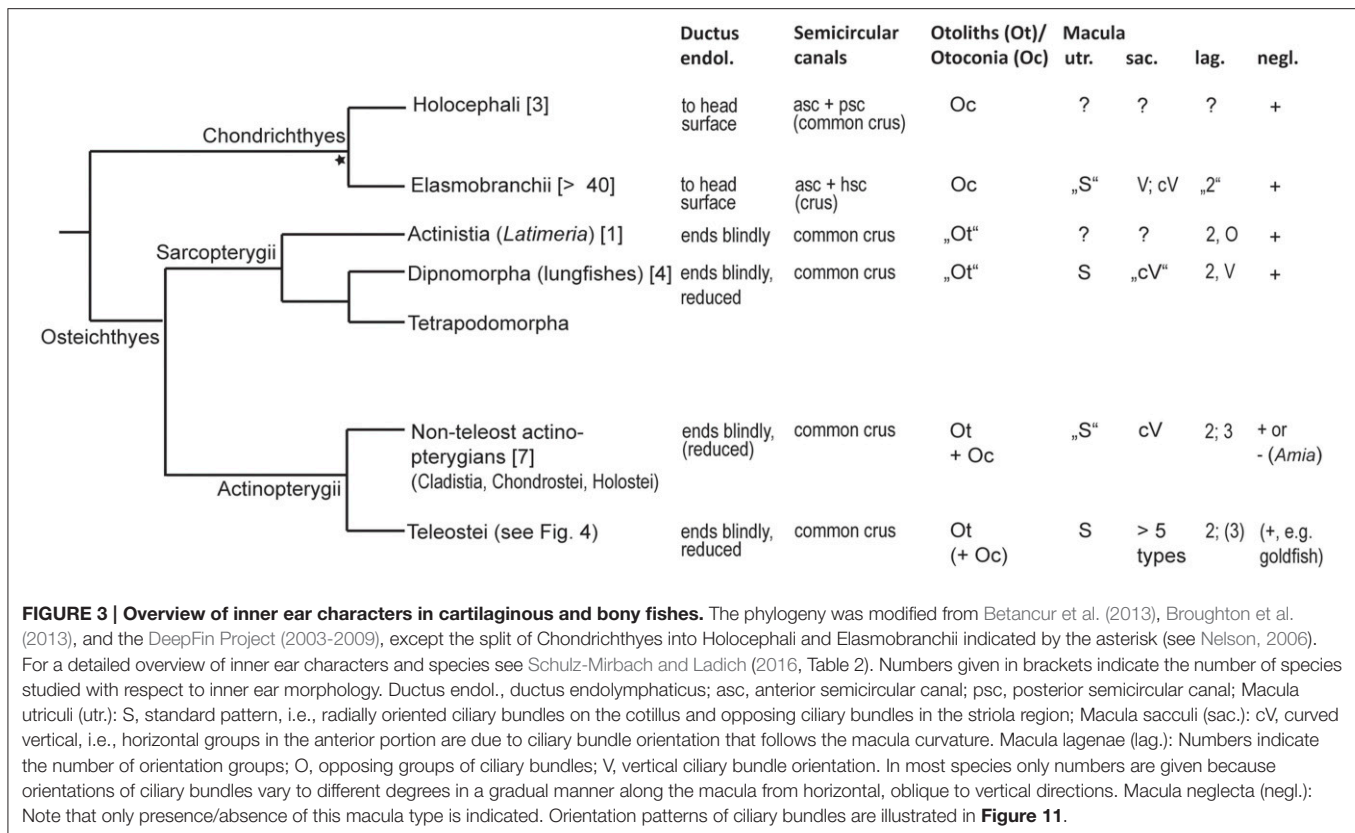 Ductus Semicircular Otoliths (Ot)/ Macula
endol. canals Otoconia (Oc) utr. sac. lag. negl.
Holocephali [3] to head asc + psc Oc ? ? ? +
surface (common crus)
Chondrichthyes
Elasmobranchii [> 40] to head asc + hsc Oc „S“ V; cV „2“ +
surface (crus)
Actinistia (Latimeria) [1] ends blindly common crus „Ot“ ? ? 2, O +
Sarcopterygii
Dipnomorpha (lungfishes) [4] ends blindly, common crus „Ot“ S „cV“ 2, V +
reduced
Tetrapodomorpha
Osteichthyes
Non-teleost actino- ends blindly, common crus Ot „S“ cV 2; 3 + or
pterygians [7] (reduced) + Oc - (Amia)
(Cladistia, Chondrostei, Holostei)
Actinopterygii
Teleostei (see Fig. 4) ends blindly, common crus Ot S > 5 2; (3) (+, e.g.
reduced (+ Oc) types goldfish)
FIGURE 3 | Overview of inner ear characters in cartilaginous and bony fishes. The phylogeny was modified from Betancur et al. (2013), Broughton et al.
(2013), and the DeepFin Project (2003-2009), except the split of Chondrichthyes into Holocephali and Elasmobranchii indicated by the asterisk (see Nelson, 2006).
For a detailed overview of inner ear characters and species see Schulz-Mirbach and Ladich (2016, Table 2). Numbers given in brackets indicate the number of species
studied with respect to inner ear morphology. Ductus endol., ductus endolymphaticus; asc, anterior semicircular canal; psc, posterior semicircular canal; Macula
utriculi (utr.): S, standard pattern, i.e., radially oriented ciliary bundles on the cotillus and opposing ciliary bundles in the striola region; Macula sacculi (sac.): cV, curved
vertical, i.e., horizontal groups in the anterior portion are due to ciliary bundle orientation that follows the macula curvature. Macula lagenae (lag.): Numbers indicate
the number of orientation groups; O, opposing groups of ciliary bundles; V, vertical ciliary bundle orientation. In most species only numbers are given because
orientations of ciliary bundles vary to different degrees in a gradual manner along the macula from horizontal, oblique to vertical directions. Macula neglecta (negl.):
Note that only presence/absence of this macula type is indicated. Orientation patterns of ciliary bundles are illustrated in Figure 11.